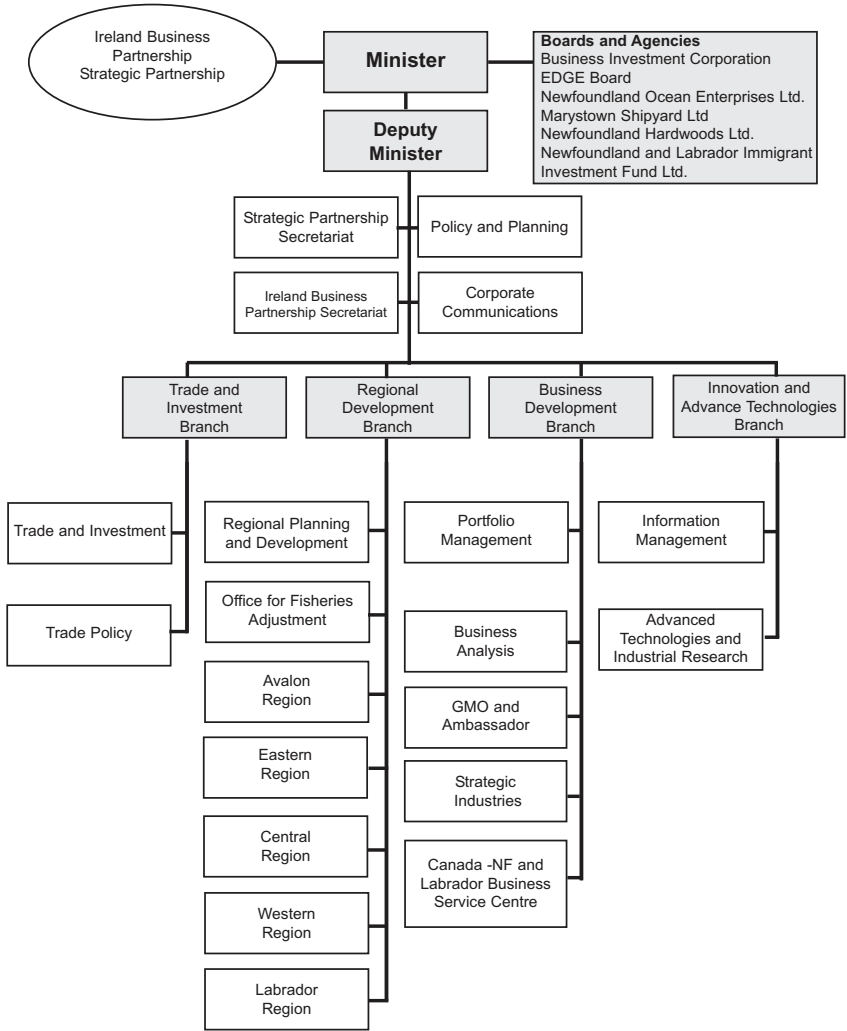 Ireland Business
Partnership
Strategic Partnership
Minister
Boards and Agencies
Business Investment Corporation
EDGE Board
Newfoundland Ocean Enterprises Ltd.
Marystown Shipyard Ltd
Newfoundland Hardwoods Ltd.
Newfoundland and Labrador Immigrant
Investment Fund Ltd.
Deputy
Minister
Strategic Partnership
Secretariat
Policy and Planning
Ireland Business
Partnership Secretariat
Corporate
Communications
Trade and
Investment
Branch
Regional
Development
Branch
Business
Development
Branch
Innovation and
Advance Technologies
Branch
Trade and Investment
Trade Policy
Regional Planning
and Development
Office for Fisheries
Adjustment
Avalon
Region
Eastern
Region
Central
Region
Western
Region
Labrador
Region
Portfolio
Management
Business
Analysis
GMO and
Ambassador
Strategic
Industries
Canada -NF and
Labrador Business
Service Centre
Information
Management
Advanced
Technologies and
Industrial Research